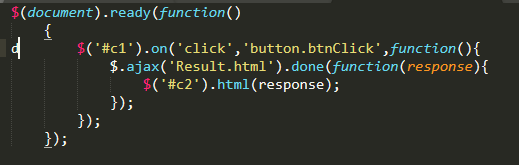 $(document).ready(function()
{
d $('#c1').on('click','button.btnClick',function(){
$.ajax('Result.html').done(function(response){
$('#c2').html(response);
});
});
});